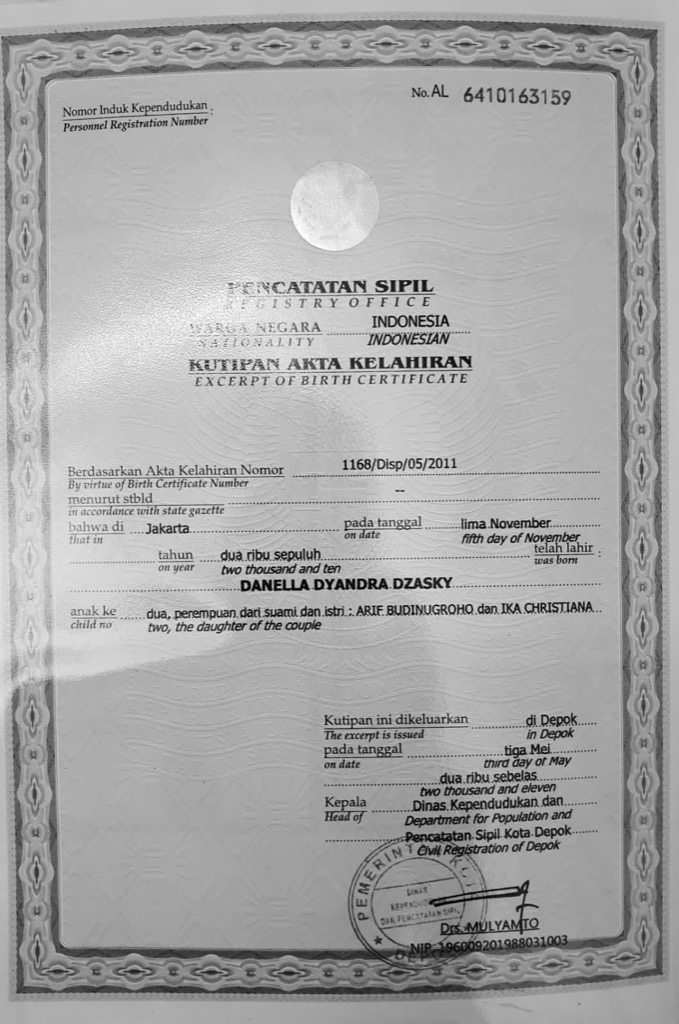 No. AL 6410163159
Nomor Induk Kependudukan :
Personnel Registration Number
PENCATATAN SIPIL
REGISTRY OFFICE
WARGA NEGARA INDONESIA
NATIONALITY INDONESIAN
KUTIPAN AKTA KELAHIRAN
EXCERPT OF BIRTH CERTIFICATE
Berdasarkan Akta Kelahiran Nomor 1168/Disp/05/2011
By virtue of Birth Certificate Number
menurut stbld --
in accordance with state gazette
bahwa di Jakarta pada tanggal lima November
that in on date fifth day of November
tahun dua ribu sepuluh telah lahir :
on year two thousand and ten was born
DANELLA DYANDRA DZASKY
anak ke dua, perempuan dari suami dan istri : ARIF BUDINUGROHO dan IKA CHRISTIANA
child no two, the daughter of the couple
Kutipan ini dikeluarkan di Depok
The excerpt is issued in Depok
pada tanggal tiga Mei
on date third day of May
dua ribu sebelas
two thousand and eleven
Kepala Dinas Kependudukan dan
Head of Department for Population and
Pencatatan Sipil Kota Depok
Civil Registration of Depok
PEMERINT
DINAS
DAN PENCATATAN SIPIL
Drs. MULYAMTO
NIP. 196009201988031003